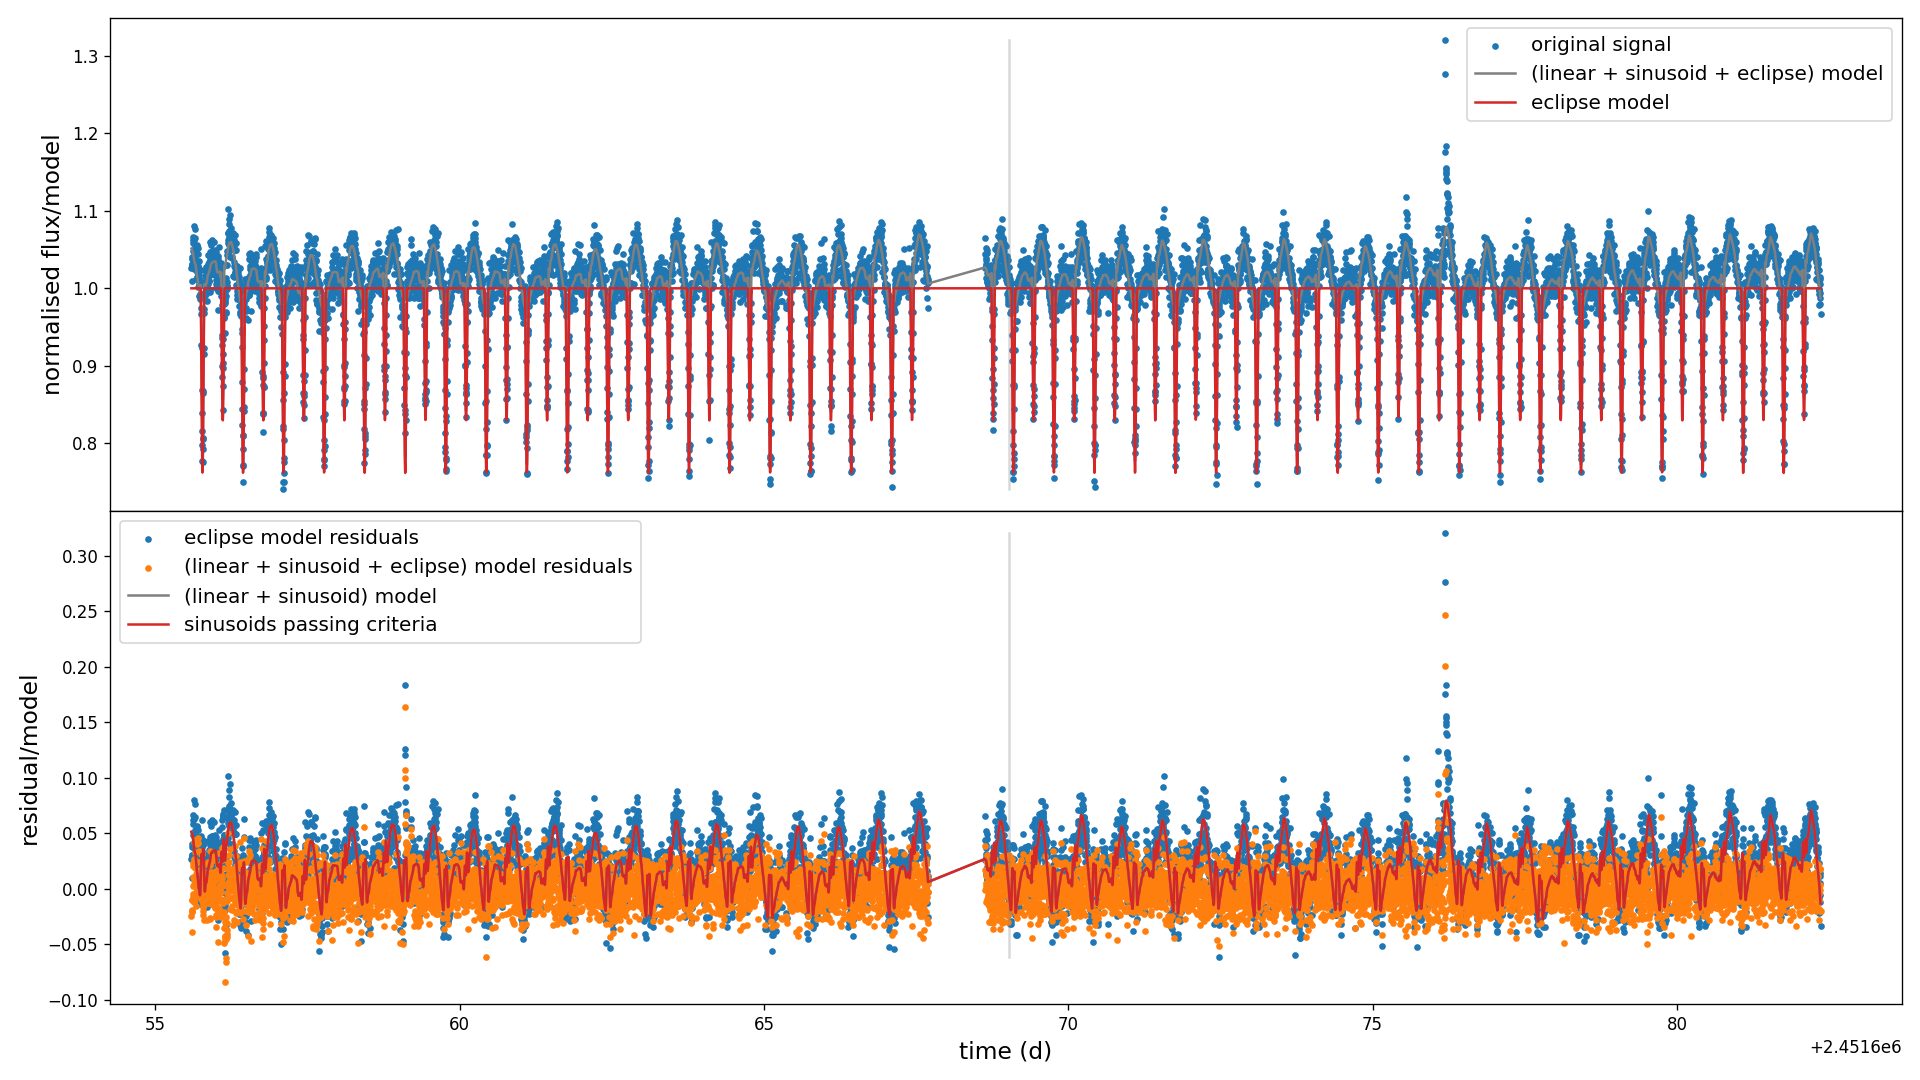 normalised flux/model
1.3
1.2
1.1
1.0
0.9
0.8
original signal
(linear + sinusoid + eclipse) model
eclipse model
residual/model
0.30
0.25
0.20
0.15
0.10
0.05
0.00
−0.05
−0.10
eclipse model residuals
(linear + sinusoid + eclipse) model residuals
(linear + sinusoid) model
sinusoids passing criteria
55
60
65
70
75
80
time (d)
+2.4516e6